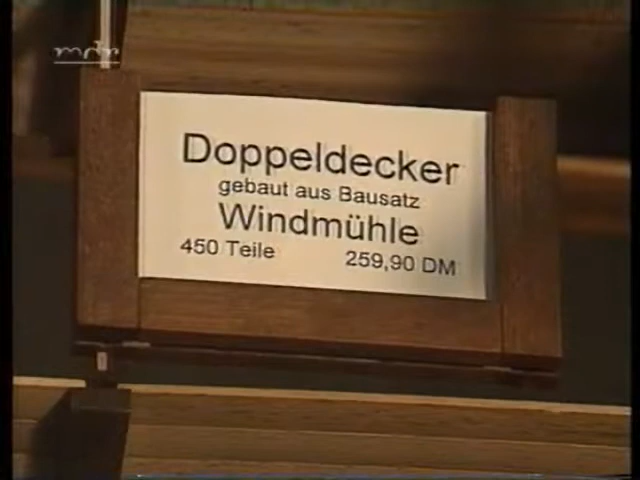 mdr
Doppeldecker
gebaut aus Bausatz
Windmühle
450 Teile 259,90 DM